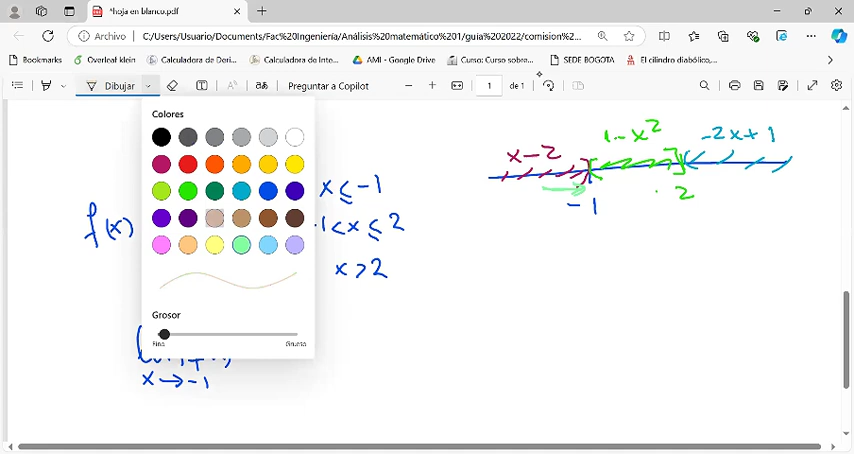 *hoja en blanco.pdf
Archivo C:/Users/Usuario/Documents/Fac%20Ingeniería/Análisis%20matemático%201/guía%202022/comision%2...
Bookmarks Overleaf klein Calculadora de Deri... Calculadora de Inte... AMI - Google Drive Curso: Curso sobre... SEDE BOGOTA El cilindro diabólico,...
Dibujar Preguntar a Copilot 1 de 1
Colores
Grosor
Fina Grueso
x-2 1-x² -2x+1
-1 2
x ≤ -1
f(x) -1 < x ≤ 2
x > 2
x → -1